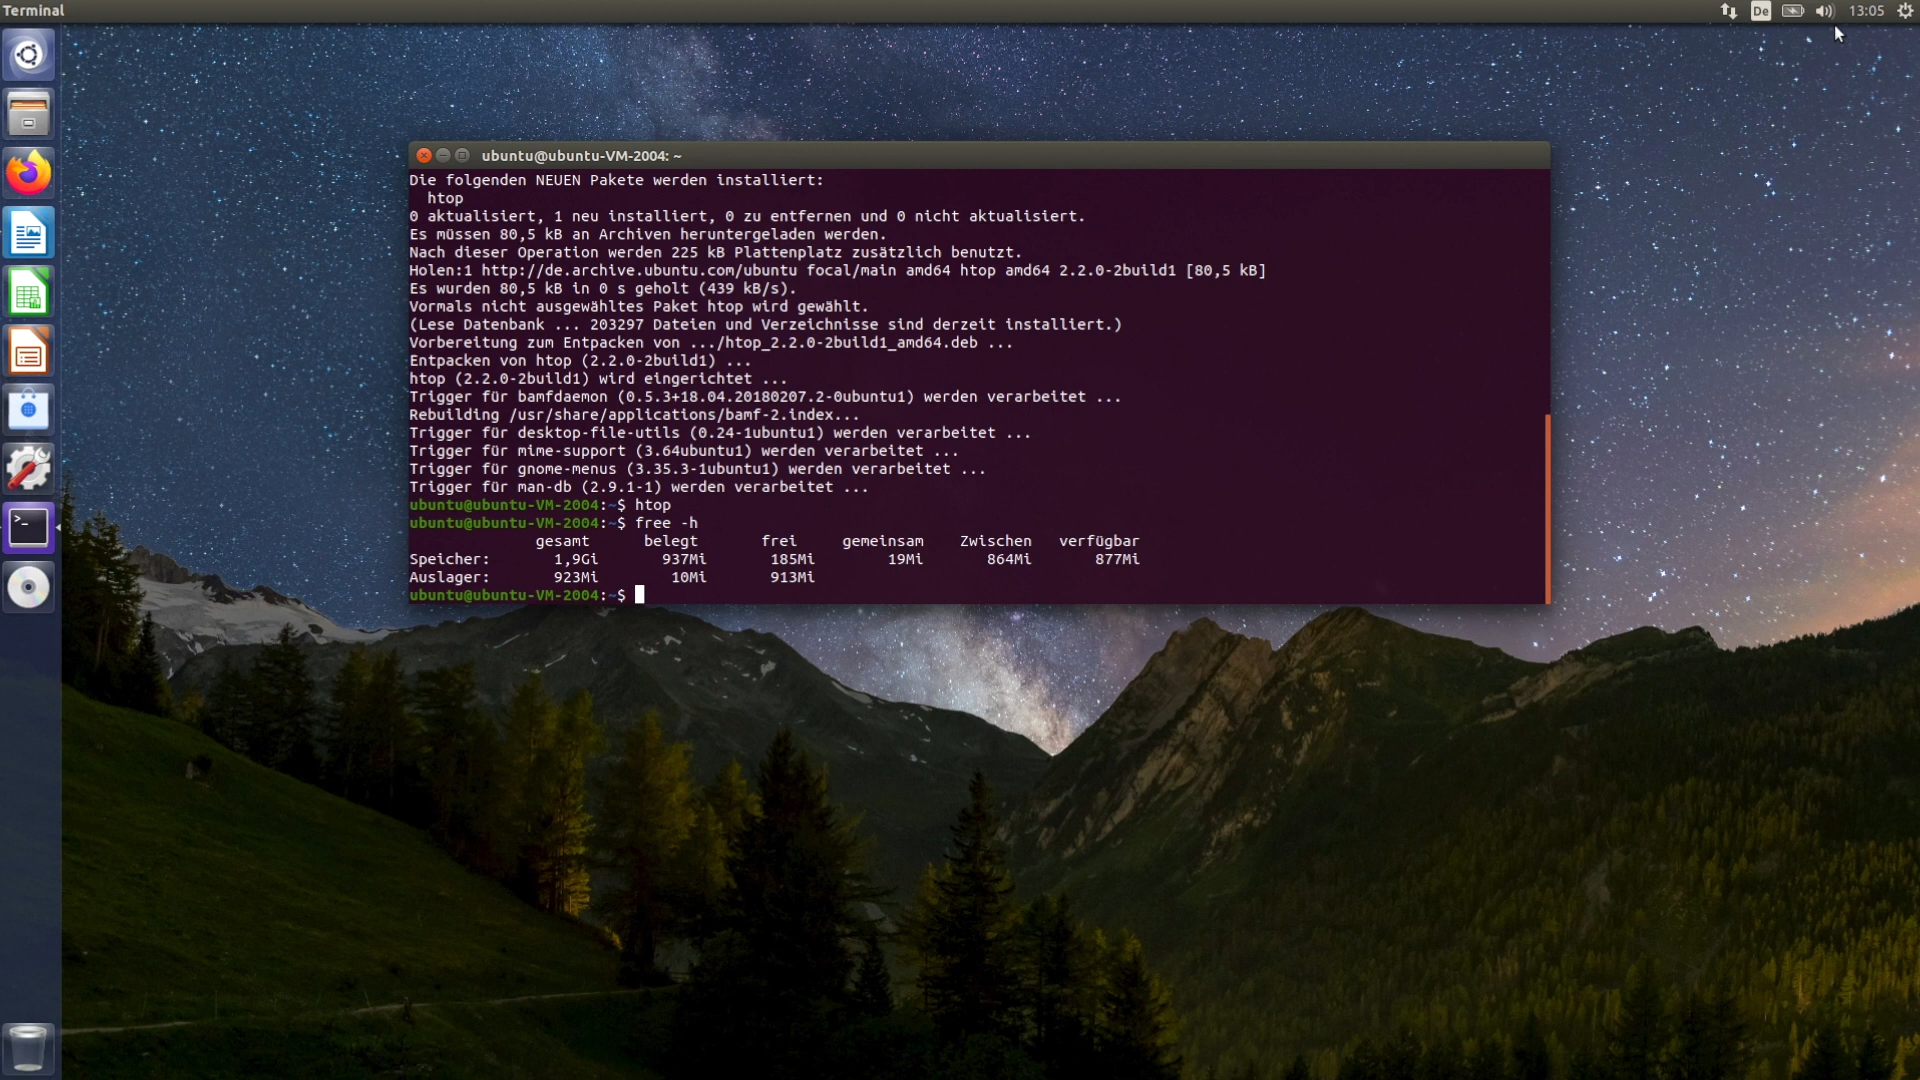 Terminal
De
13:05
ubuntu@ubuntu-VM-2004: ~
Die folgenden NEUEN Pakete werden installiert:
  htop
0 aktualisiert, 1 neu installiert, 0 zu entfernen und 0 nicht aktualisiert.
Es müssen 80,5 kB an Archiven heruntergeladen werden.
Nach dieser Operation werden 225 kB Plattenplatz zusätzlich benutzt.
Holen:1 http://de.archive.ubuntu.com/ubuntu focal/main amd64 htop amd64 2.2.0-2build1 [80,5 kB]
Es wurden 80,5 kB in 0 s geholt (439 kB/s).
Vormals nicht ausgewähltes Paket htop wird gewählt.
(Lese Datenbank ... 203297 Dateien und Verzeichnisse sind derzeit installiert.)
Vorbereitung zum Entpacken von .../htop_2.2.0-2build1_amd64.deb ...
Entpacken von htop (2.2.0-2build1) ...
htop (2.2.0-2build1) wird eingerichtet ...
Trigger für bamfdaemon (0.5.3+18.04.20180207.2-0ubuntu1) werden verarbeitet ...
Rebuilding /usr/share/applications/bamf-2.index...
Trigger für desktop-file-utils (0.24-1ubuntu1) werden verarbeitet ...
Trigger für mime-support (3.64ubuntu1) werden verarbeitet ...
Trigger für gnome-menus (3.35.3-1ubuntu1) werden verarbeitet ...
Trigger für man-db (2.9.1-1) werden verarbeitet ...
ubuntu@ubuntu-VM-2004:~$ htop
ubuntu@ubuntu-VM-2004:~$ free -h
              gesamt      belegt       frei     gemeinsam    Zwischen   verfügbar
Speicher:       1,9Gi       937Mi       185Mi        19Mi       864Mi       877Mi
Auslager:       923Mi        10Mi       913Mi
ubuntu@ubuntu-VM-2004:~$